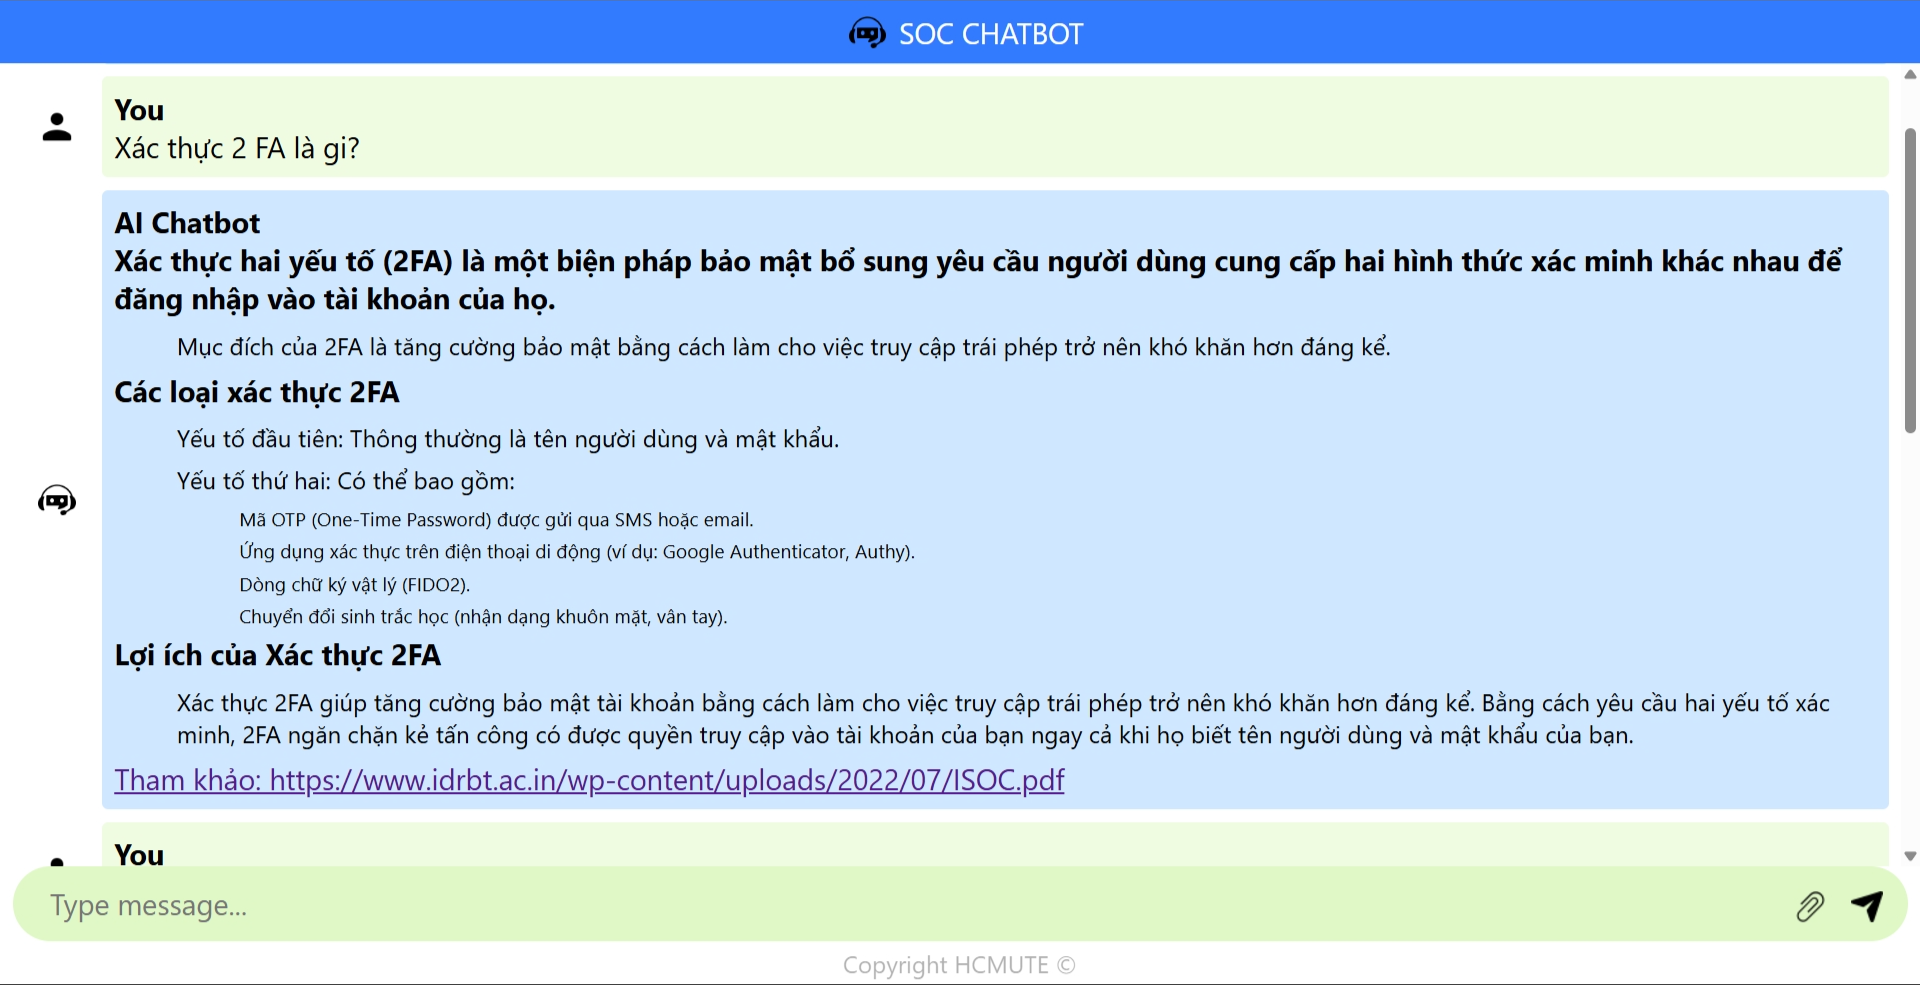 SOC CHATBOT
You
Xác thực 2 FA là gi?
AI Chatbot
Xác thực hai yếu tố (2FA) là một biện pháp bảo mật bổ sung yêu cầu người dùng cung cấp hai hình thức xác minh khác nhau để
đăng nhập vào tài khoản của họ.
Mục đích của 2FA là tăng cường bảo mật bằng cách làm cho việc truy cập trái phép trở nên khó khăn hơn đáng kể.
Các loại xác thực 2FA
Yếu tố đầu tiên: Thông thường là tên người dùng và mật khẩu.
Yếu tố thứ hai: Có thể bao gồm:
Mã OTP (One-Time Password) được gửi qua SMS hoặc email.
Ứng dụng xác thực trên điện thoại di động (ví dụ: Google Authenticator, Authy).
Dòng chữ ký vật lý (FIDO2).
Chuyển đổi sinh trắc học (nhận dạng khuôn mặt, vân tay).
Lợi ích của Xác thực 2FA
Xác thực 2FA giúp tăng cường bảo mật tài khoản bằng cách làm cho việc truy cập trái phép trở nên khó khăn hơn đáng kể. Bằng cách yêu cầu hai yếu tố xác
minh, 2FA ngăn chặn kẻ tấn công có được quyền truy cập vào tài khoản của bạn ngay cả khi họ biết tên người dùng và mật khẩu của bạn.
Tham khảo: https://www.idrbt.ac.in/wp-content/uploads/2022/07/ISOC.pdf
You
Type message...
Copyright HCMUTE ©